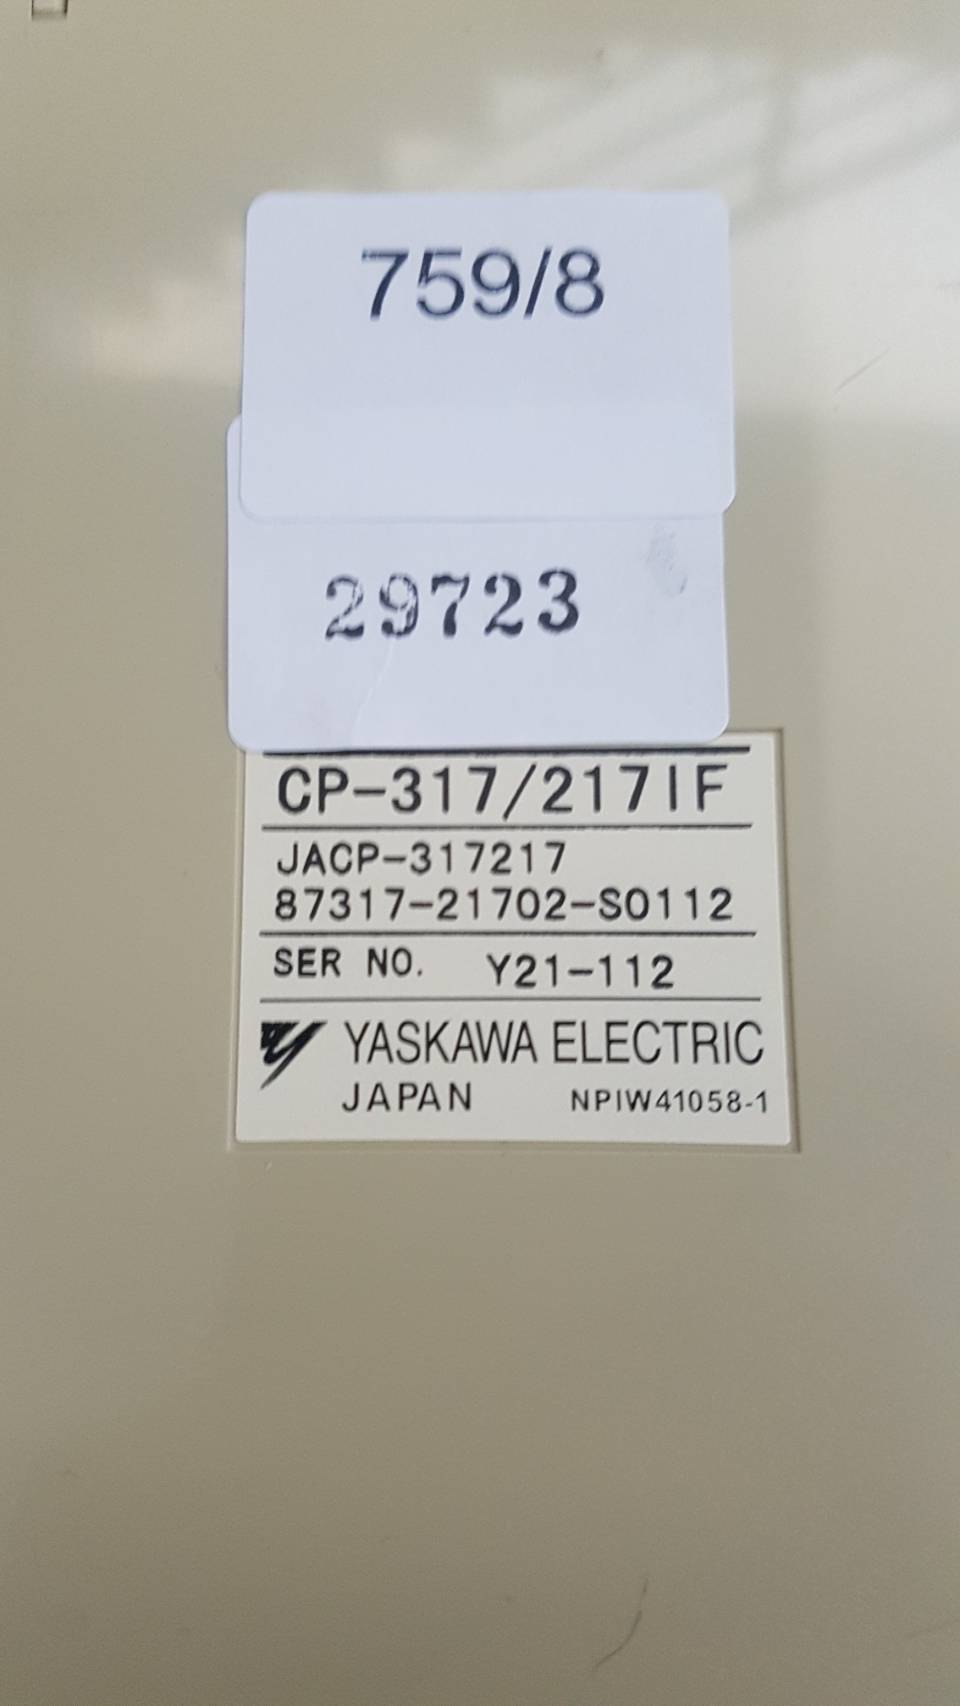 759/8
29723
CP-317/217IF
JACP-317217
87317-21702-S0112
SER NO. Y21-112
YASKAWA ELECTRIC
JAPAN NPIW41058-1